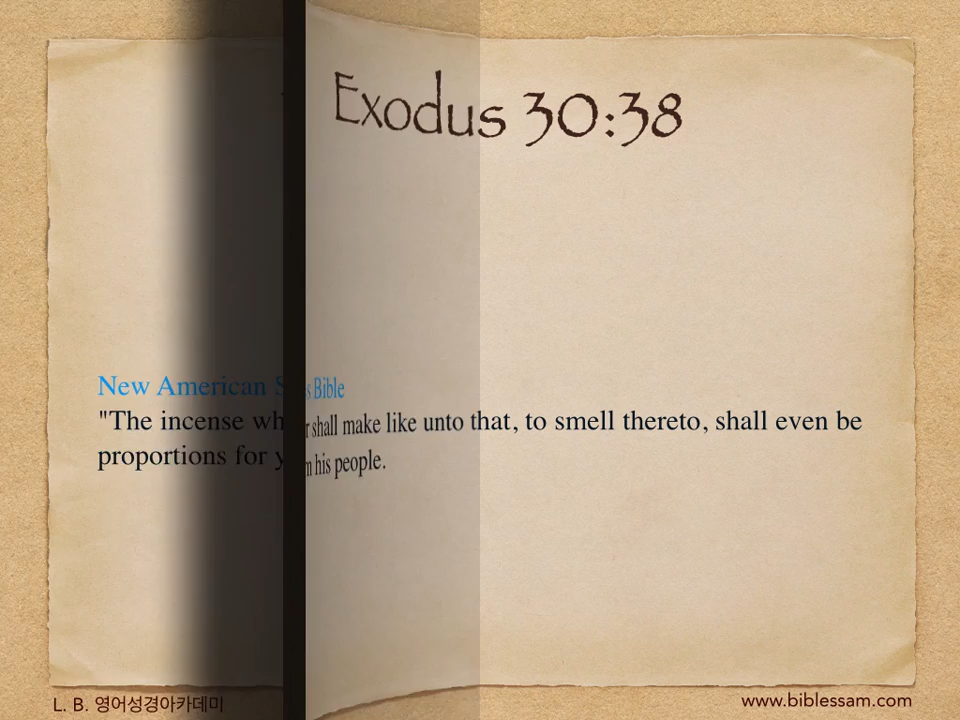 Exodus 30:38
New American S s Bible
"The incense wh r shall make like unto that, to smell thereto, shall even be
proportions for y his people.
L. B. 영어성경아카데미
www.biblessam.com